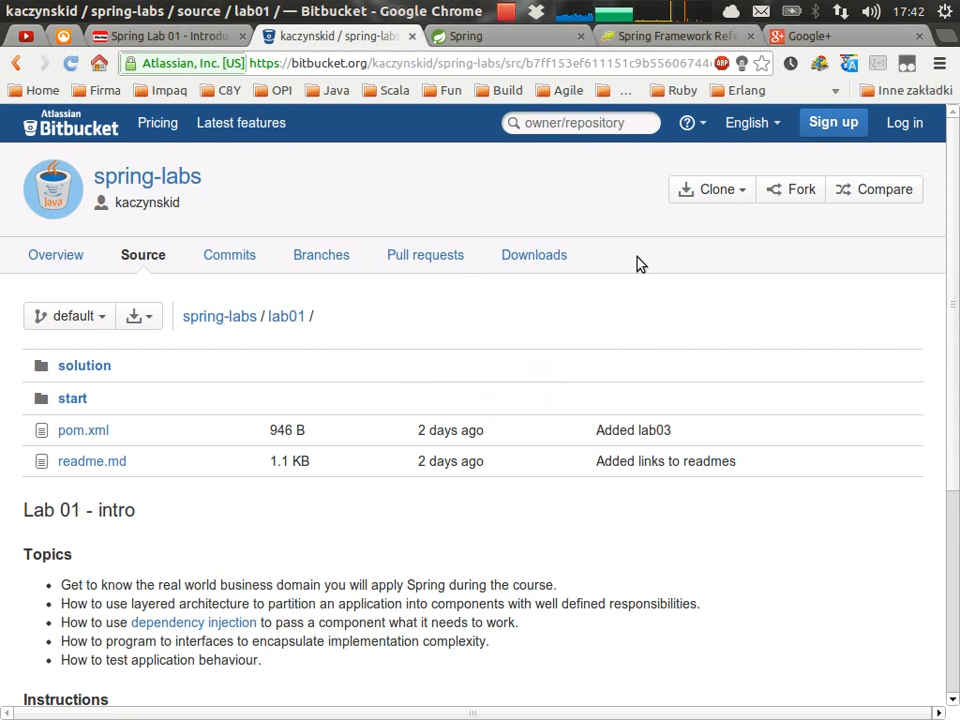 kaczynskid / spring-labs / source / lab01 / — Bitbucket - Google Chrome
17:42
Spring Lab 01 - Introdu
kaczynskid / spring-labs
Spring
Spring Framework Refe
Google+
Atlassian, Inc. [US]
https://bitbucket.org/kaczynskid/spring-labs/src/b7ff153ef611151c9b55606744
ABP
Home
Firma
Impaq
C8Y
OPI
Java
Scala
Fun
Build
Agile
...
Ruby
Erlang
Inne zakładki
Atlassian
Bitbucket
Pricing
Latest features
owner/repository
English
Sign up
Log in
Java
spring-labs
kaczynskid
Clone
Fork
Compare
Overview
Source
Commits
Branches
Pull requests
Downloads
default
spring-labs / lab01 /
solution
start
pom.xml 946 B 2 days ago Added lab03
readme.md 1.1 KB 2 days ago Added links to readmes
Lab 01 - intro
Topics
• Get to know the real world business domain you will apply Spring during the course.
• How to use layered architecture to partition an application into components with well defined responsibilities.
• How to use dependency injection to pass a component what it needs to work.
• How to program to interfaces to encapsulate implementation complexity.
• How to test application behaviour.
Instructions